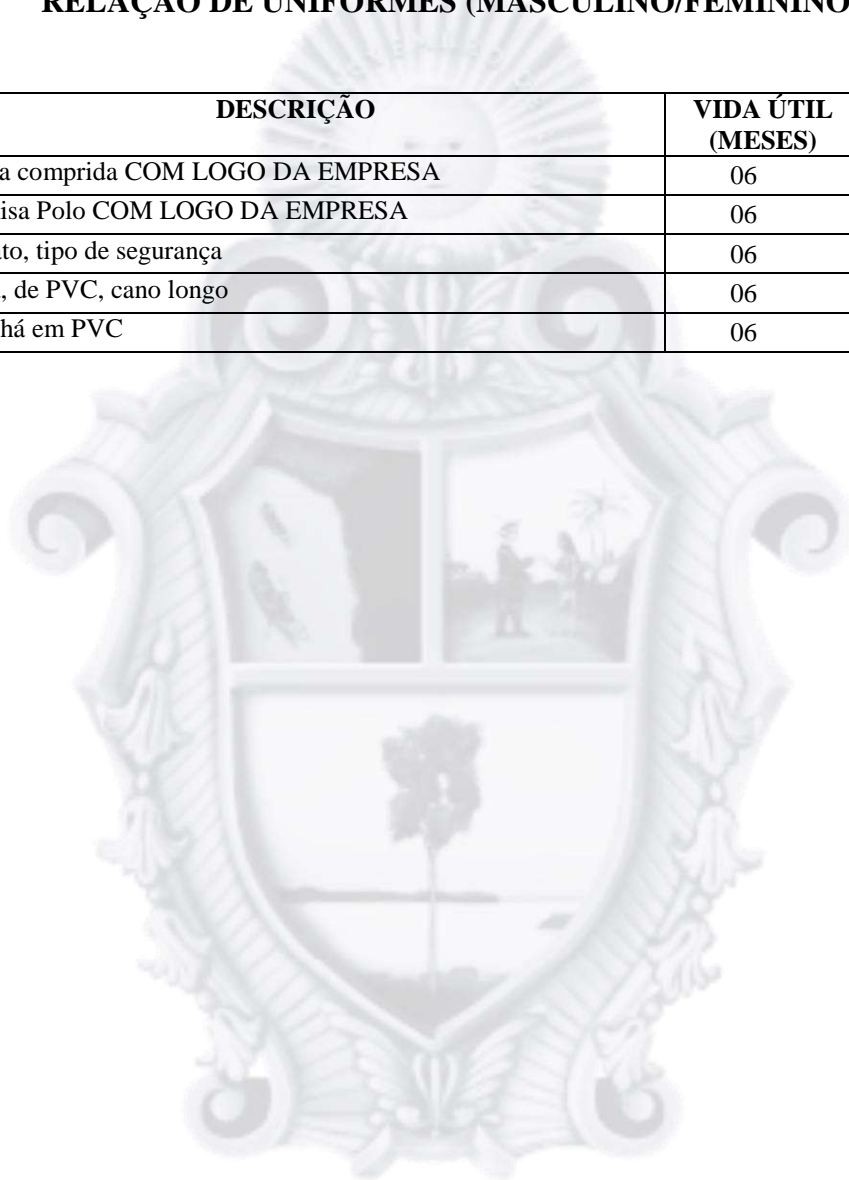 RELAÇÃO DE UNIFORMES (MASCULINO/FEMININO
DESCRIÇÃO VIDA ÚTIL
(MESES)
a comprida COM LOGO DA EMPRESA 06
isa Polo COM LOGO DA EMPRESA 06
to, tipo de segurança 06
, de PVC, cano longo 06
há em PVC 06